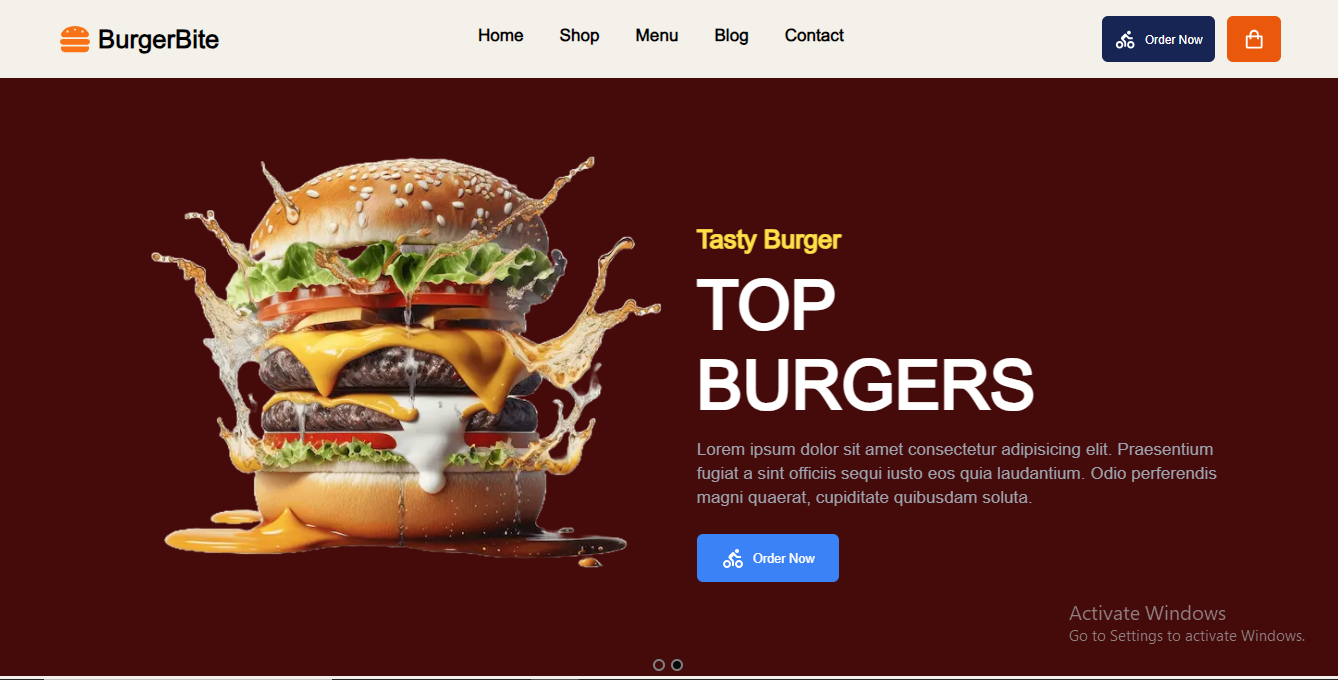 BurgerBite
Home Shop Menu Blog Contact
Order Now
Tasty Burger
TOP
BURGERS
Lorem ipsum dolor sit amet consectetur adipisicing elit. Praesentium
fugiat a sint officiis sequi iusto eos quia laudantium. Odio perferendis
magni quaerat, cupiditate quibusdam soluta.
Order Now
Activate Windows
Go to Settings to activate Windows.